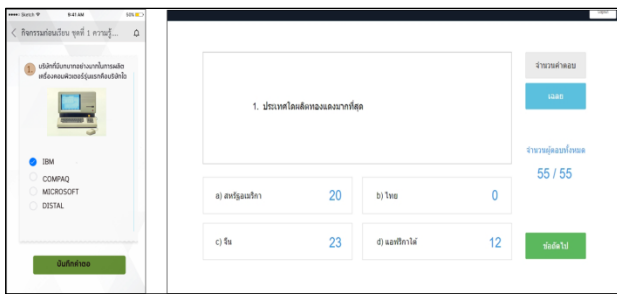 Sketch
9:41 AM
50%
กิจกรรมก่อนเรียน ชุดที่ 1 ความรู้...
1. บริษัทที่มีบทบาทอย่างมากในการผลิต
เครื่องคอมพิวเตอร์รุ่นแรกคือบริษัทใด
IBM
COMPAQ
MICROSOFT
DISTAL
บันทึกคำตอ
1. ประเทศใดผลิตทองแดงมากที่สุด
a) สหรัฐอเมริกา 20
b) ไทย 0
c) จีน 23
d) แอฟริกาใต้ 12
จำนวนคำตอบ
เฉลย
จำนวนผู้ตอบทั้งหมด
55 / 55
ข้อถัดไป